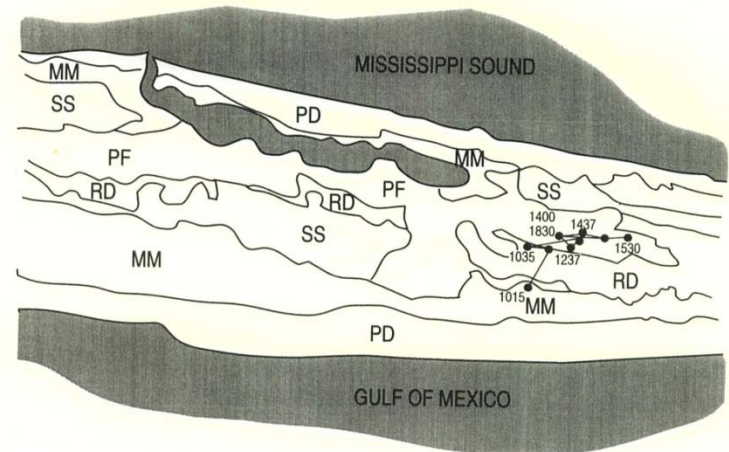 MISSISSIPPI SOUND
MM
SS
PD
PF
MM
PF
SS
RD
RD
1400
1437
1830
SS
1035
1237
1530
MM
RD
1015
MM
PD
GULF OF MEXICO